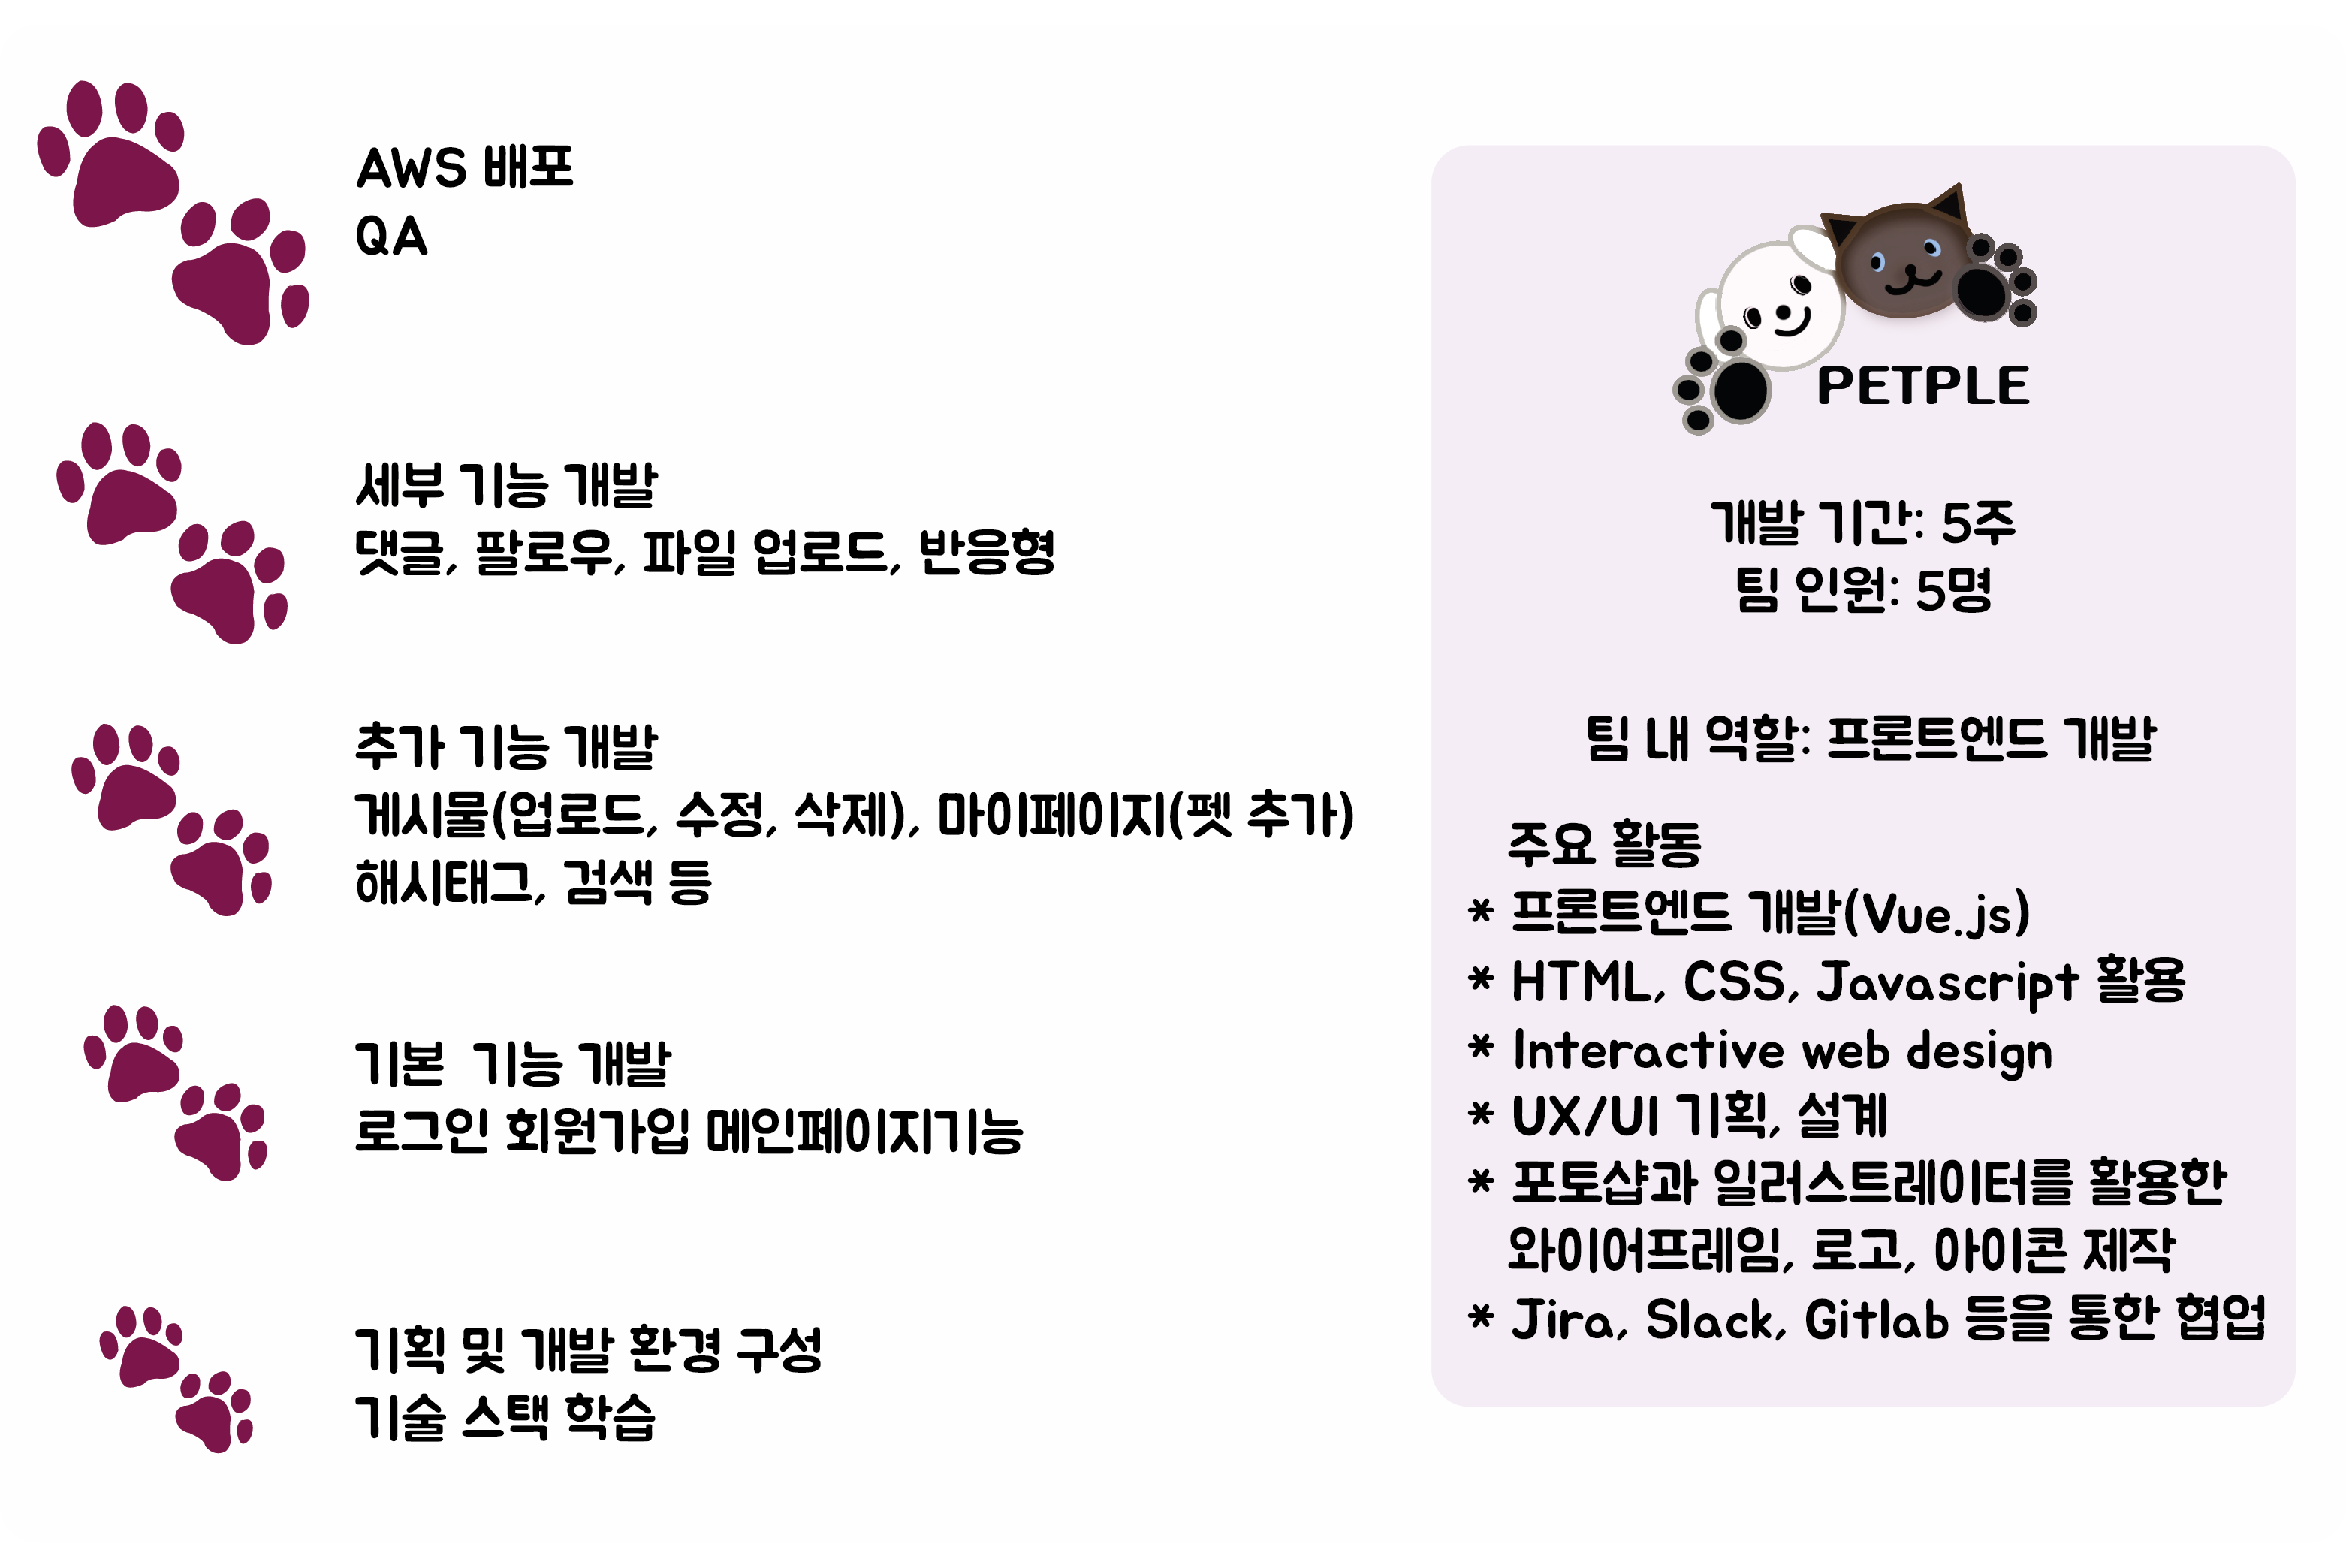 AWS 배포
QA
세부 기능 개발
댓글, 팔로우, 파일 업로드, 반응형
추가 기능 개발
게시물(업로드, 수정, 삭제), 마이페이지(펫 추가)
해시태그, 검색 등
기본  기능 개발
로그인 회원가입 메인페이지기능
기획 및 개발 환경 구성
기술 스택 학습
PETPLE
개발 기간: 5주
팀 인원: 5명
팀 내 역할: 프론트엔드 개발
주요 활동
* 프론트엔드 개발(Vue.js)
* HTML, CSS, Javascript 활용
* Interactive web design
* UX/UI 기획, 설계
* 포토샵과 일러스트레이터를 활용한
와이어프레임, 로고, 아이콘 제작
* Jira, Slack, Gitlab 등을 통한 협업